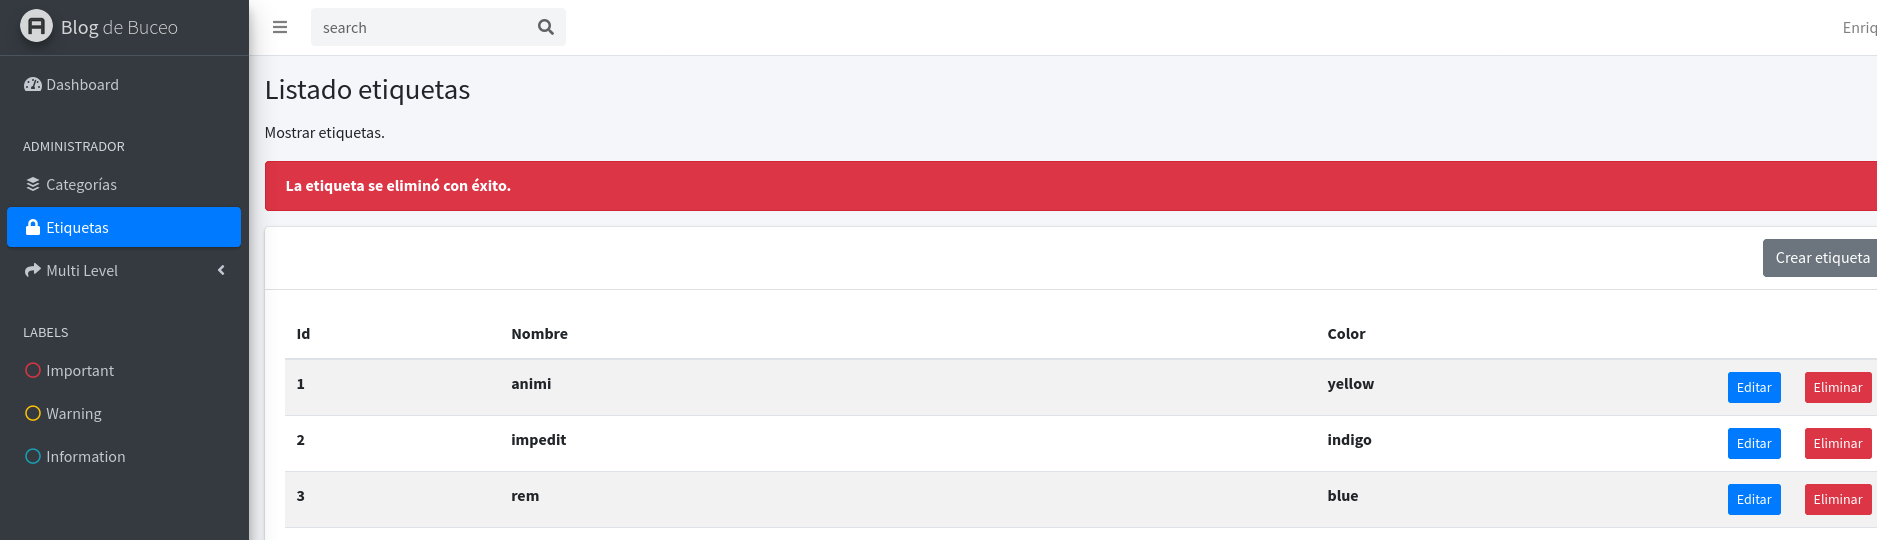 Blog de Buceo
search
Enriq
Dashboard
ADMINISTRADOR
Categorías
Etiquetas
Multi Level
LABELS
Important
Warning
Information
Listado etiquetas
Mostrar etiquetas.
La etiqueta se eliminó con éxito.
Crear etiqueta
Id Nombre Color
1 animi yellow Editar Eliminar
2 impedit indigo Editar Eliminar
3 rem blue Editar Eliminar